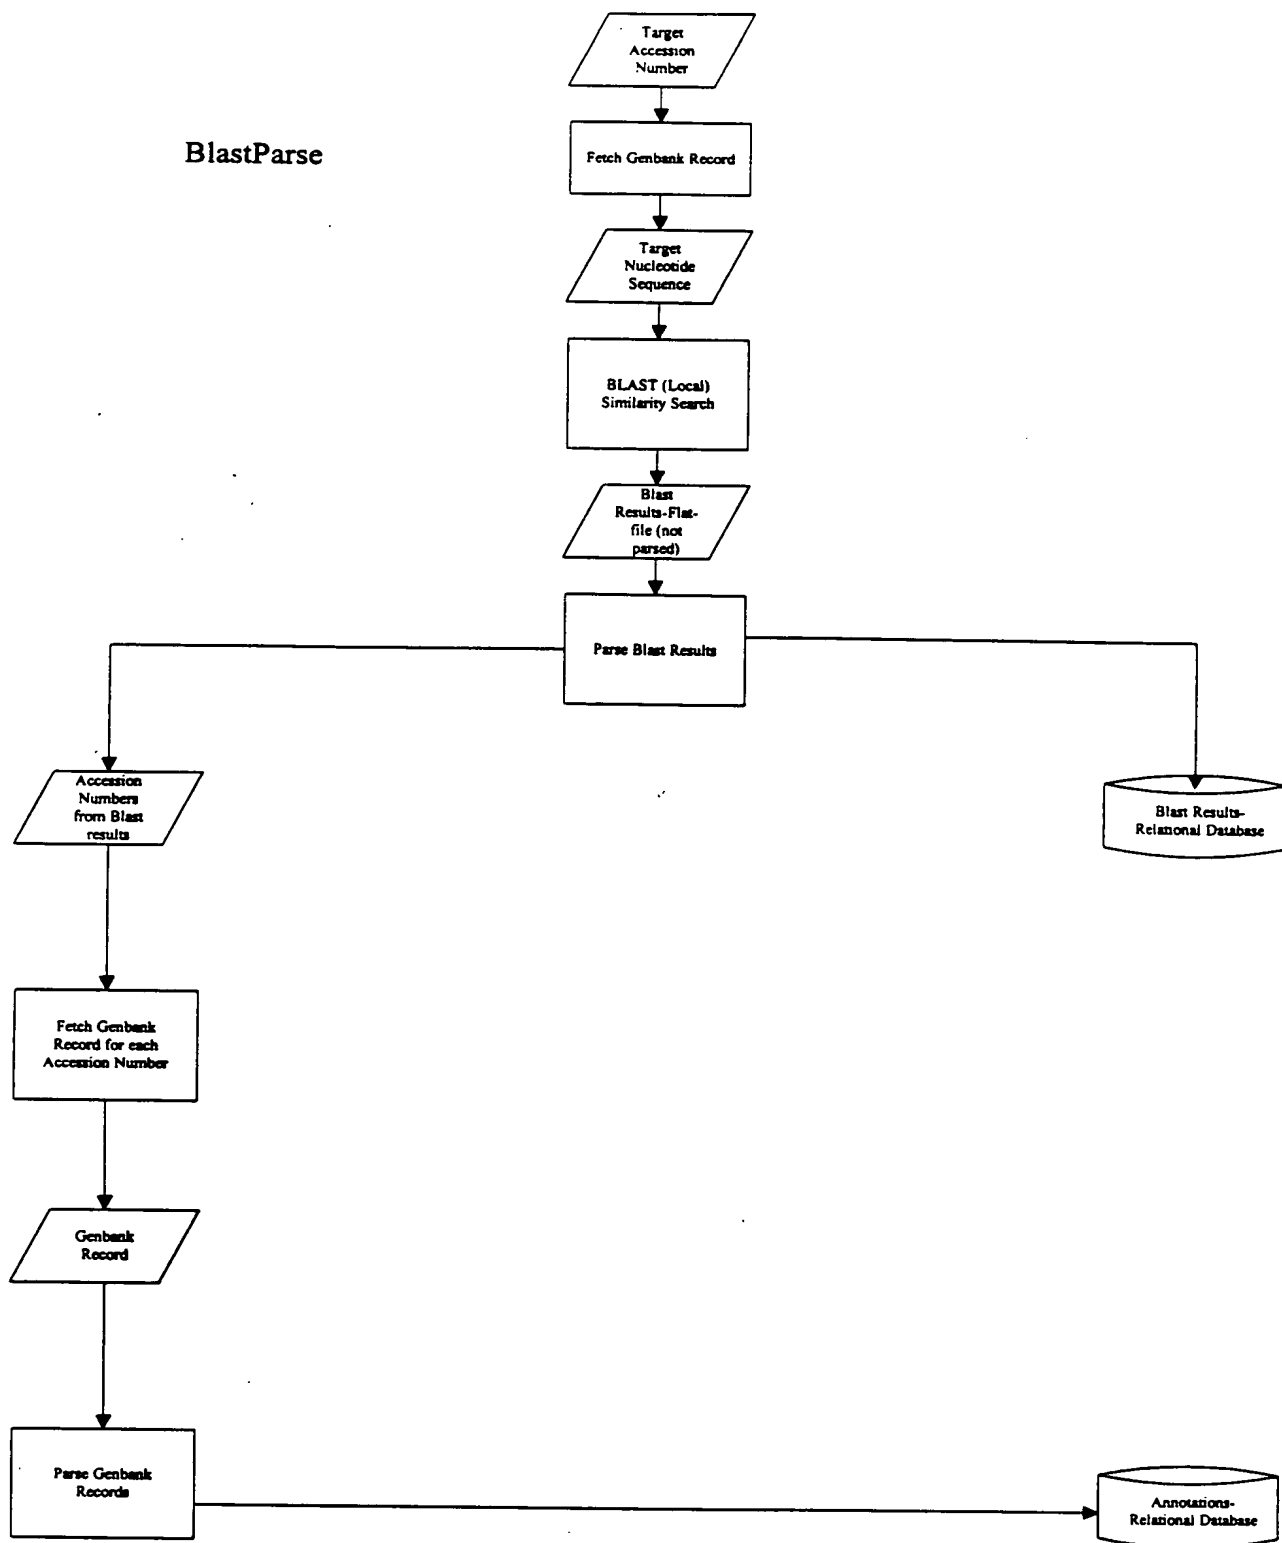 Target
Accession
Number
BlastParse
Fetch Genbank Record
Target
Nucleotide
Sequence
BLAST (Local)
Similarity Search
Blast
Results-Flat-
file (not
parsed)
Parse Blast Results
Accession
Numbers
from Blast
results
Blast Results-
Relational Database
Fetch Genbank
Record for each
Accession Number
Genbank
Record
Parse Genbank
Records
Annotations-
Relational Database